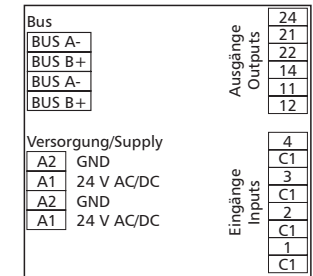 Bus
BUS A-
BUS B+
BUS A-
BUS B+
Versorgung/Supply
A2 GND
A1 24 V AC/DC
A2 GND
A1 24 V AC/DC
Ausgänge
Outputs
24
21
22
14
11
12
Eingänge
Inputs
4
C1
3
C1
2
C1
1
C1